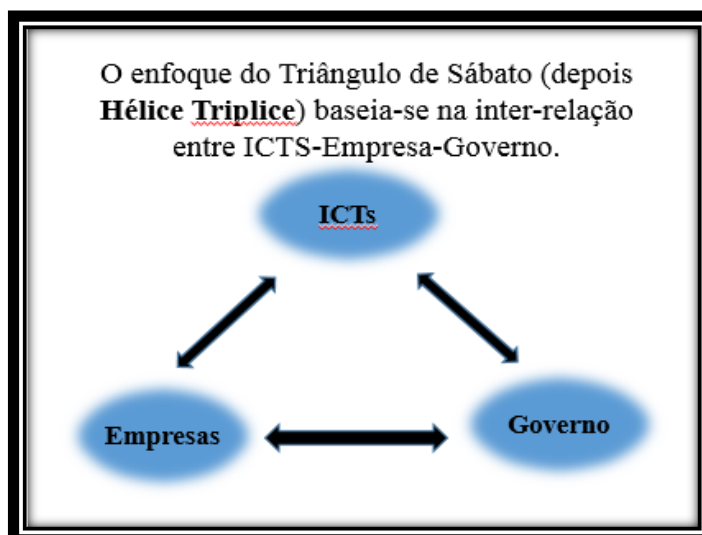 O enfoque do Triângulo de Sábato (depois
Hélice Triplice) baseia-se na inter-relação
entre ICTS-Empresa-Governo.
ICTs
Empresas
Governo